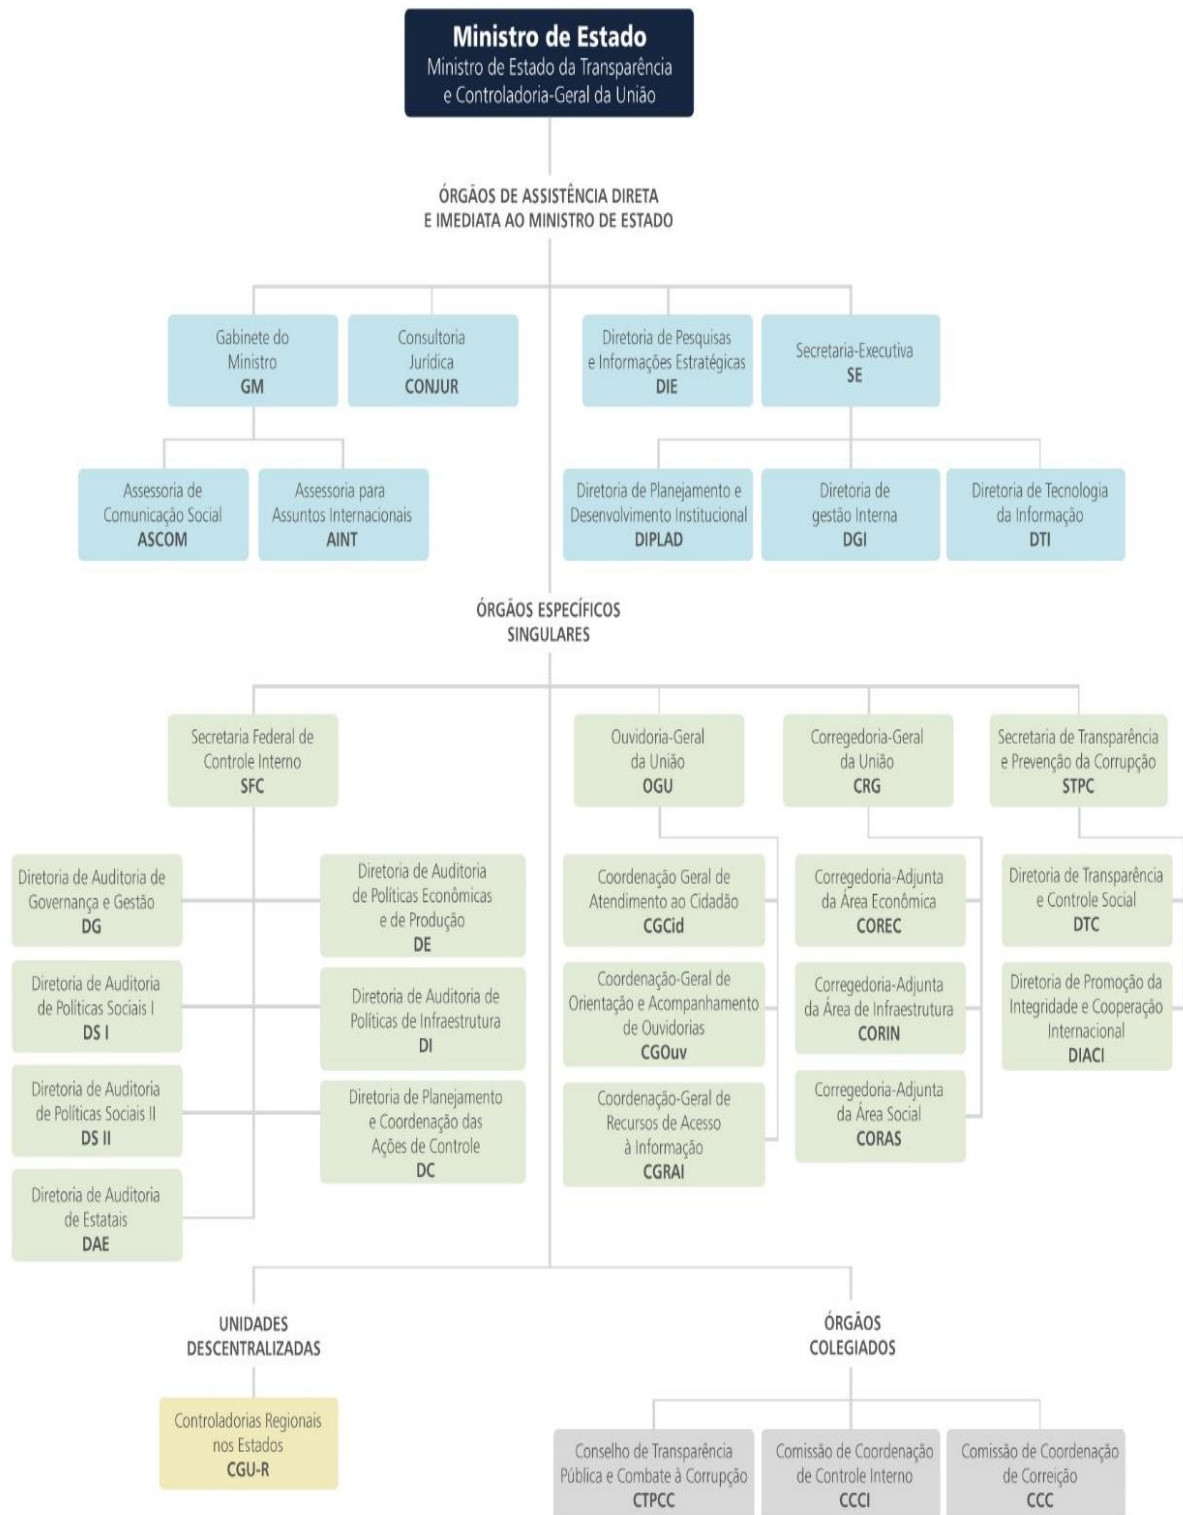 Ministro de Estado
Ministro de Estado da Transparência
e Controladoria-Geral da União
ÓRGÃOS DE ASSISTÊNCIA DIRETA
E IMEDIATA AO MINISTRO DE ESTADO
Gabinete do
Ministro
GM
Consultoria
Jurídica
CONJUR
Diretoria de Pesquisas
e Informações Estratégicas
DIE
Secretaria-Executiva
SE
Assessoria de
Comunicação Social
ASCOM
Assessoria para
Assuntos Internacionais
AINT
Diretoria de Planejamento e
Desenvolvimento Institucional
DIPLAD
Diretoria de
gestão Interna
DGI
Diretoria de Tecnologia
da Informação
DTI
ÓRGÃOS ESPECÍFICOS
SINGULARES
Secretaria Federal de
Controle Interno
SFC
Ouvidoria-Geral
da União
OGU
Corregedoria-Geral
da União
CRG
Secretaria de Transparência
e Prevenção da Corrupção
STPC
Diretoria de Auditoria de
Governança e Gestão
DG
Diretoria de Auditoria
de Políticas Econômicas
e de Produção
DE
Coordenação Geral de
Atendimento ao Cidadão
CGCid
Corregedoria-Adjunta
da Área Econômica
COREC
Diretoria de Transparência
e Controle Social
DTC
Diretoria de Auditoria
de Políticas Sociais I
DS I
Diretoria de Auditoria de
Políticas de Infraestrutura
DI
Coordenação-Geral de
Orientação e Acompanhamento
de Ouvidorias
CGOuv
Corregedoria-Adjunta
da Área de Infraestrutura
CORIN
Diretoria de Promoção da
Integridade e Cooperação
Internacional
DIACI
Diretoria de Auditoria
de Políticas Sociais II
DS II
Diretoria de Planejamento
e Coordenação das
Ações de Controle
DC
Coordenação-Geral de
Recursos de Acesso
à Informação
CGRAI
Corregedoria-Adjunta
da Área Social
CORAS
Diretoria de Auditoria
de Estatais
DAE
UNIDADES
DESCENTRALIZADAS
ÓRGÃOS
COLEGIADOS
Controladorias Regionais
nos Estados
CGU-R
Conselho de Transparência
Pública e Combate à Corrupção
CTPCC
Comissão de Coordenação
de Controle Interno
CCCI
Comissão de Coordenação
de Correição
CCC